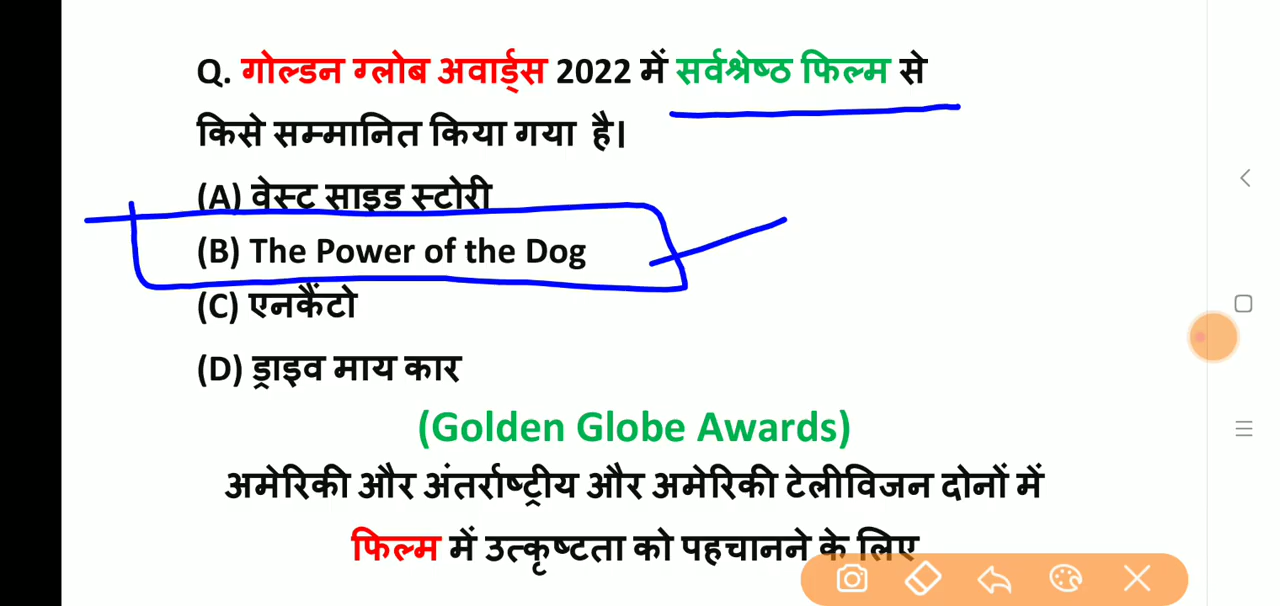 Q. गोल्डन ग्लोब अवार्ड्स 2022 में सर्वश्रेष्ठ फिल्म से
किसे सम्मानित किया गया है।
(A) वेस्ट साइड स्टोरी
(B) The Power of the Dog
(C) एनकैंटो
(D) ड्राइव माय कार
(Golden Globe Awards)
अमेरिकी और अंतर्राष्ट्रीय और अमेरिकी टेलीविजन दोनों में
फिल्म में उत्कृष्टता को पहचानने के लिए